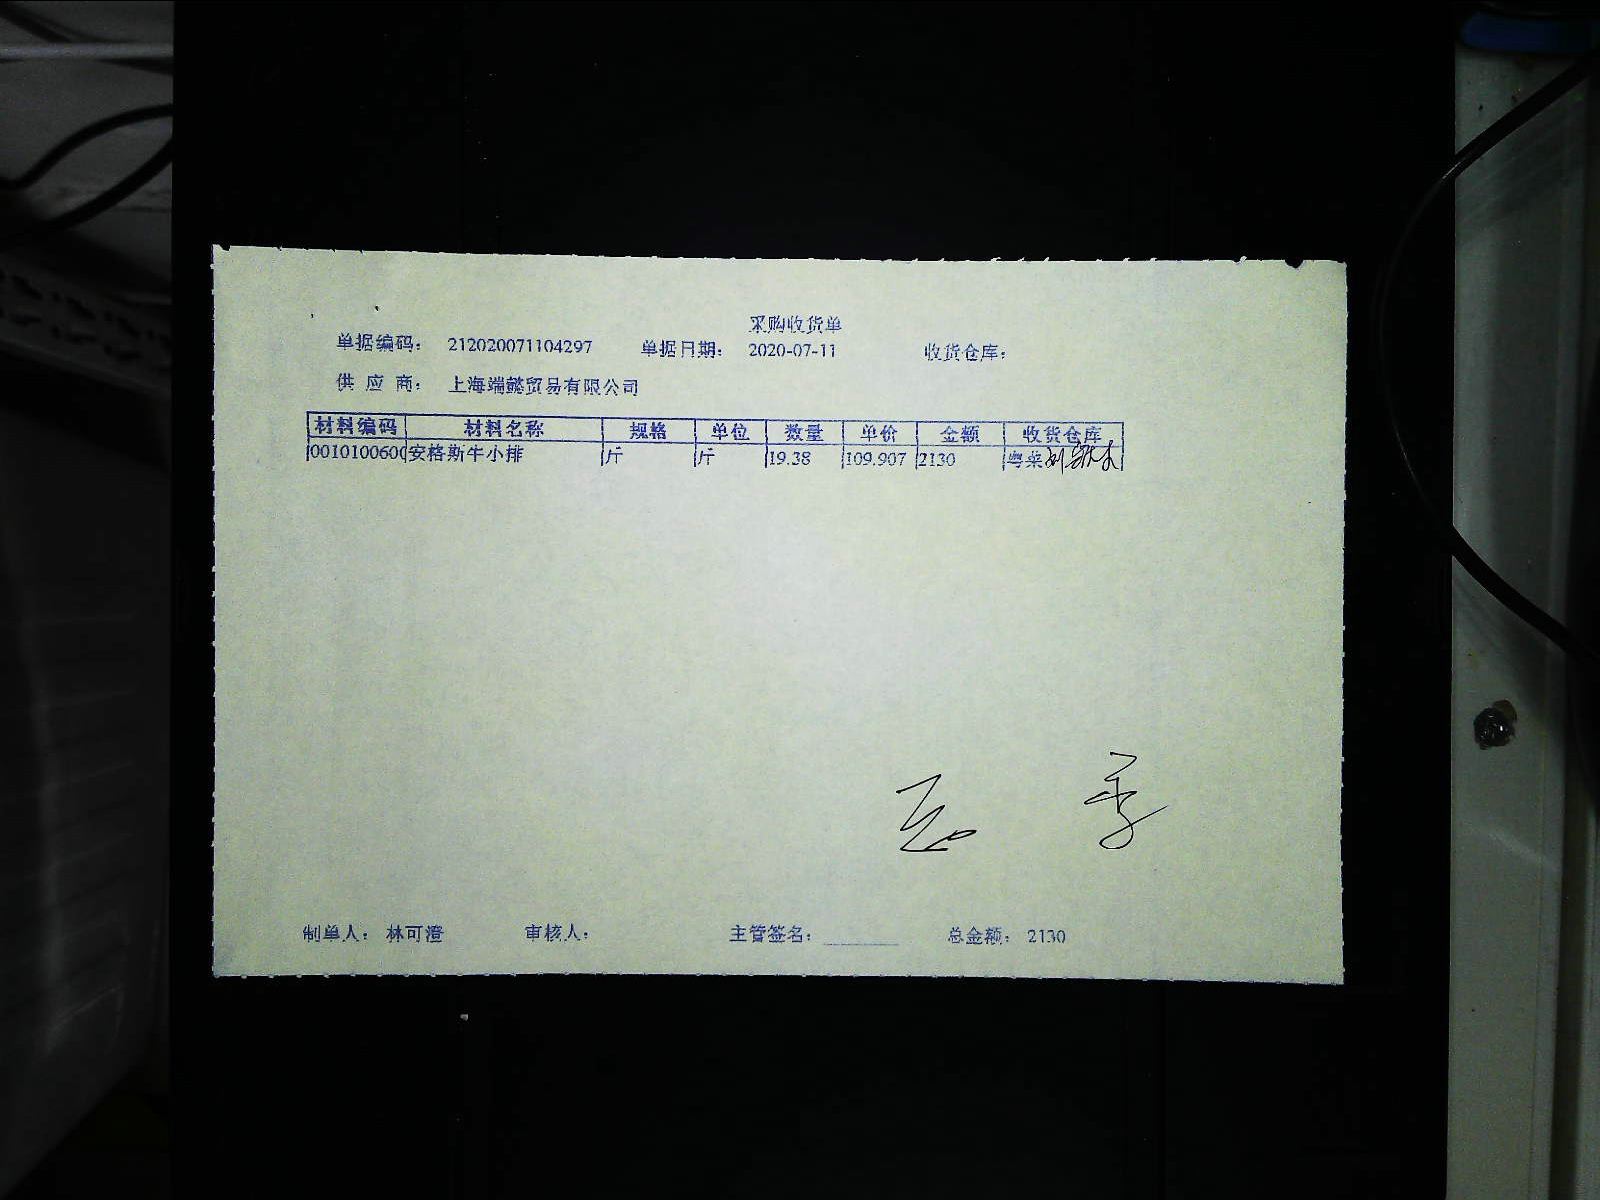 采购收货单
单据编码： 212020071104297 单据日期： 2020-07-11 收货仓库：
供 应 商： 上海端懿贸易有限公司
材料编码 材料名称 规格 单位 数量 单价 金额 收货仓库
0010100600 安格斯牛小排 斤 斤 19.38 109.907 2130 粤菜
制单人： 林可澄 审核人： 主管签名： 总金额： 2130